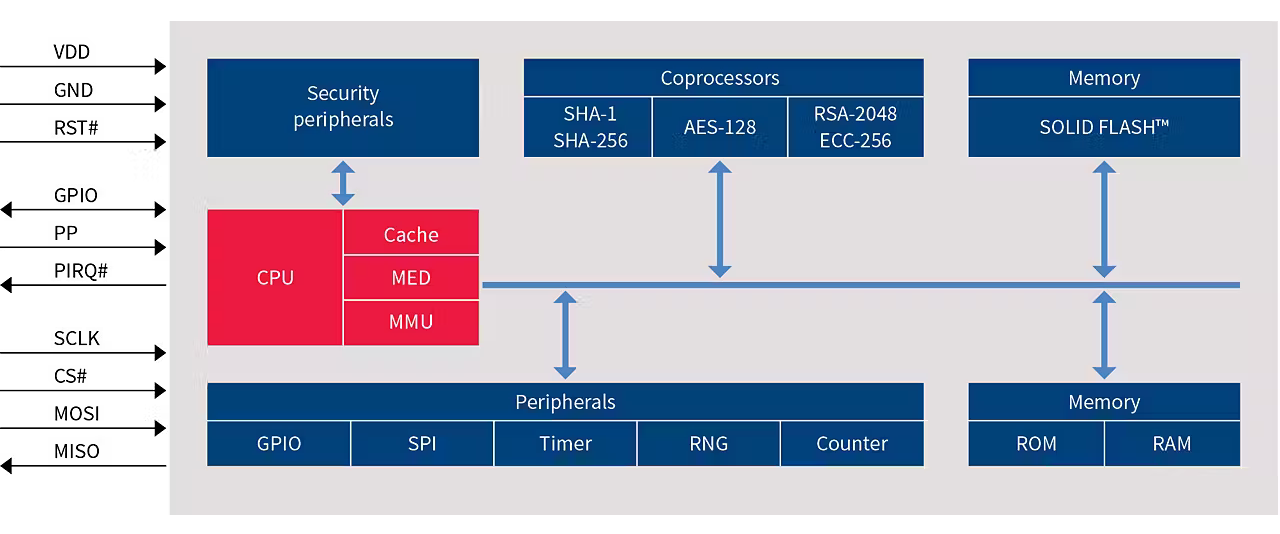 VDD
GND
RST#
GPIO
PP
PIRQ#
SCLK
CS#
MOSI
MISO
Security
peripherals
Coprocessors
SHA-1
SHA-256
AES-128
RSA-2048
ECC-256
Memory
SOLID FLASH™
CPU
Cache
MED
MMU
Peripherals
GPIO
SPI
Timer
RNG
Counter
Memory
ROM
RAM